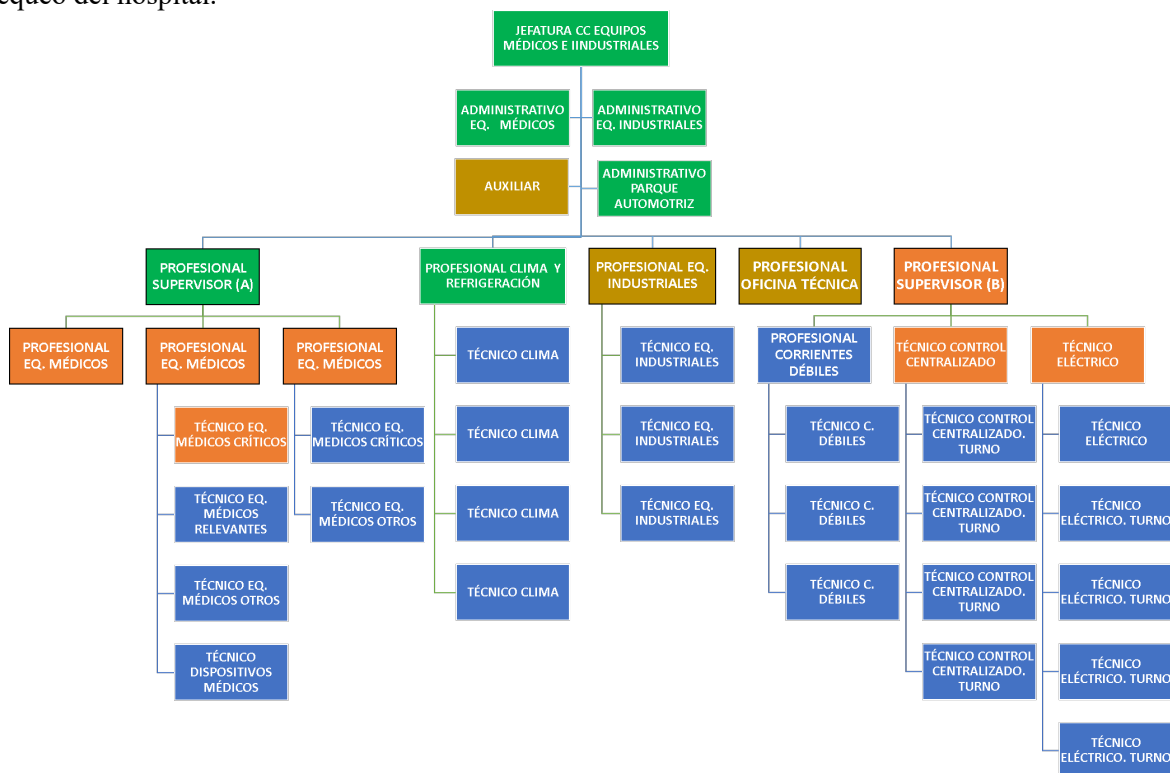 equeo del hospital.
JEFATURA CC EQUIPOS
MÉDICOS E IINDUSTRIALES
ADMINISTRATIVO
EQ. MÉDICOS
ADMINISTRATIVO
EQ. INDUSTRIALES
AUXILIAR
ADMINISTRATIVO
PARQUE
AUTOMOTRIZ
PROFESIONAL
SUPERVISOR (A)
PROFESIONAL CLIMA Y
REFRIGERACIÓN
PROFESIONAL EQ.
INDUSTRIALES
PROFESIONAL
OFICINA TÉCNICA
PROFESIONAL
SUPERVISOR (B)
PROFESIONAL
EQ. MÉDICOS
PROFESIONAL
EQ. MÉDICOS
PROFESIONAL
EQ. MÉDICOS
TÉCNICO EQ.
MÉDICOS CRÍTICOS
TÉCNICO EQ.
MÉDICOS
RELEVANTES
TÉCNICO EQ.
MÉDICOS OTROS
TÉCNICO
DISPOSITIVOS
MÉDICOS
TÉCNICO EQ.
MEDICOS CRÍTICOS
TÉCNICO EQ.
MÉDICOS OTROS
TÉCNICO CLIMA
TÉCNICO CLIMA
TÉCNICO CLIMA
TÉCNICO CLIMA
TÉCNICO EQ.
INDUSTRIALES
TÉCNICO EQ.
INDUSTRIALES
TÉCNICO EQ.
INDUSTRIALES
PROFESIONAL
CORRIENTES
DÉBILES
TÉCNICO C.
DÉBILES
TÉCNICO C.
DÉBILES
TÉCNICO C.
DÉBILES
TÉCNICO CONTROL
CENTRALIZADO
TÉCNICO CONTROL
CENTRALIZADO.
TURNO
TÉCNICO CONTROL
CENTRALIZADO.
TURNO
TÉCNICO CONTROL
CENTRALIZADO.
TURNO
TÉCNICO CONTROL
CENTRALIZADO.
TURNO
TÉCNICO
ELÉCTRICO
TÉCNICO
ELÉCTRICO
TÉCNICO
ELÉCTRICO. TURNO
TÉCNICO
ELÉCTRICO. TURNO
TÉCNICO
ELÉCTRICO. TURNO
TÉCNICO
ELÉCTRICO. TURNO